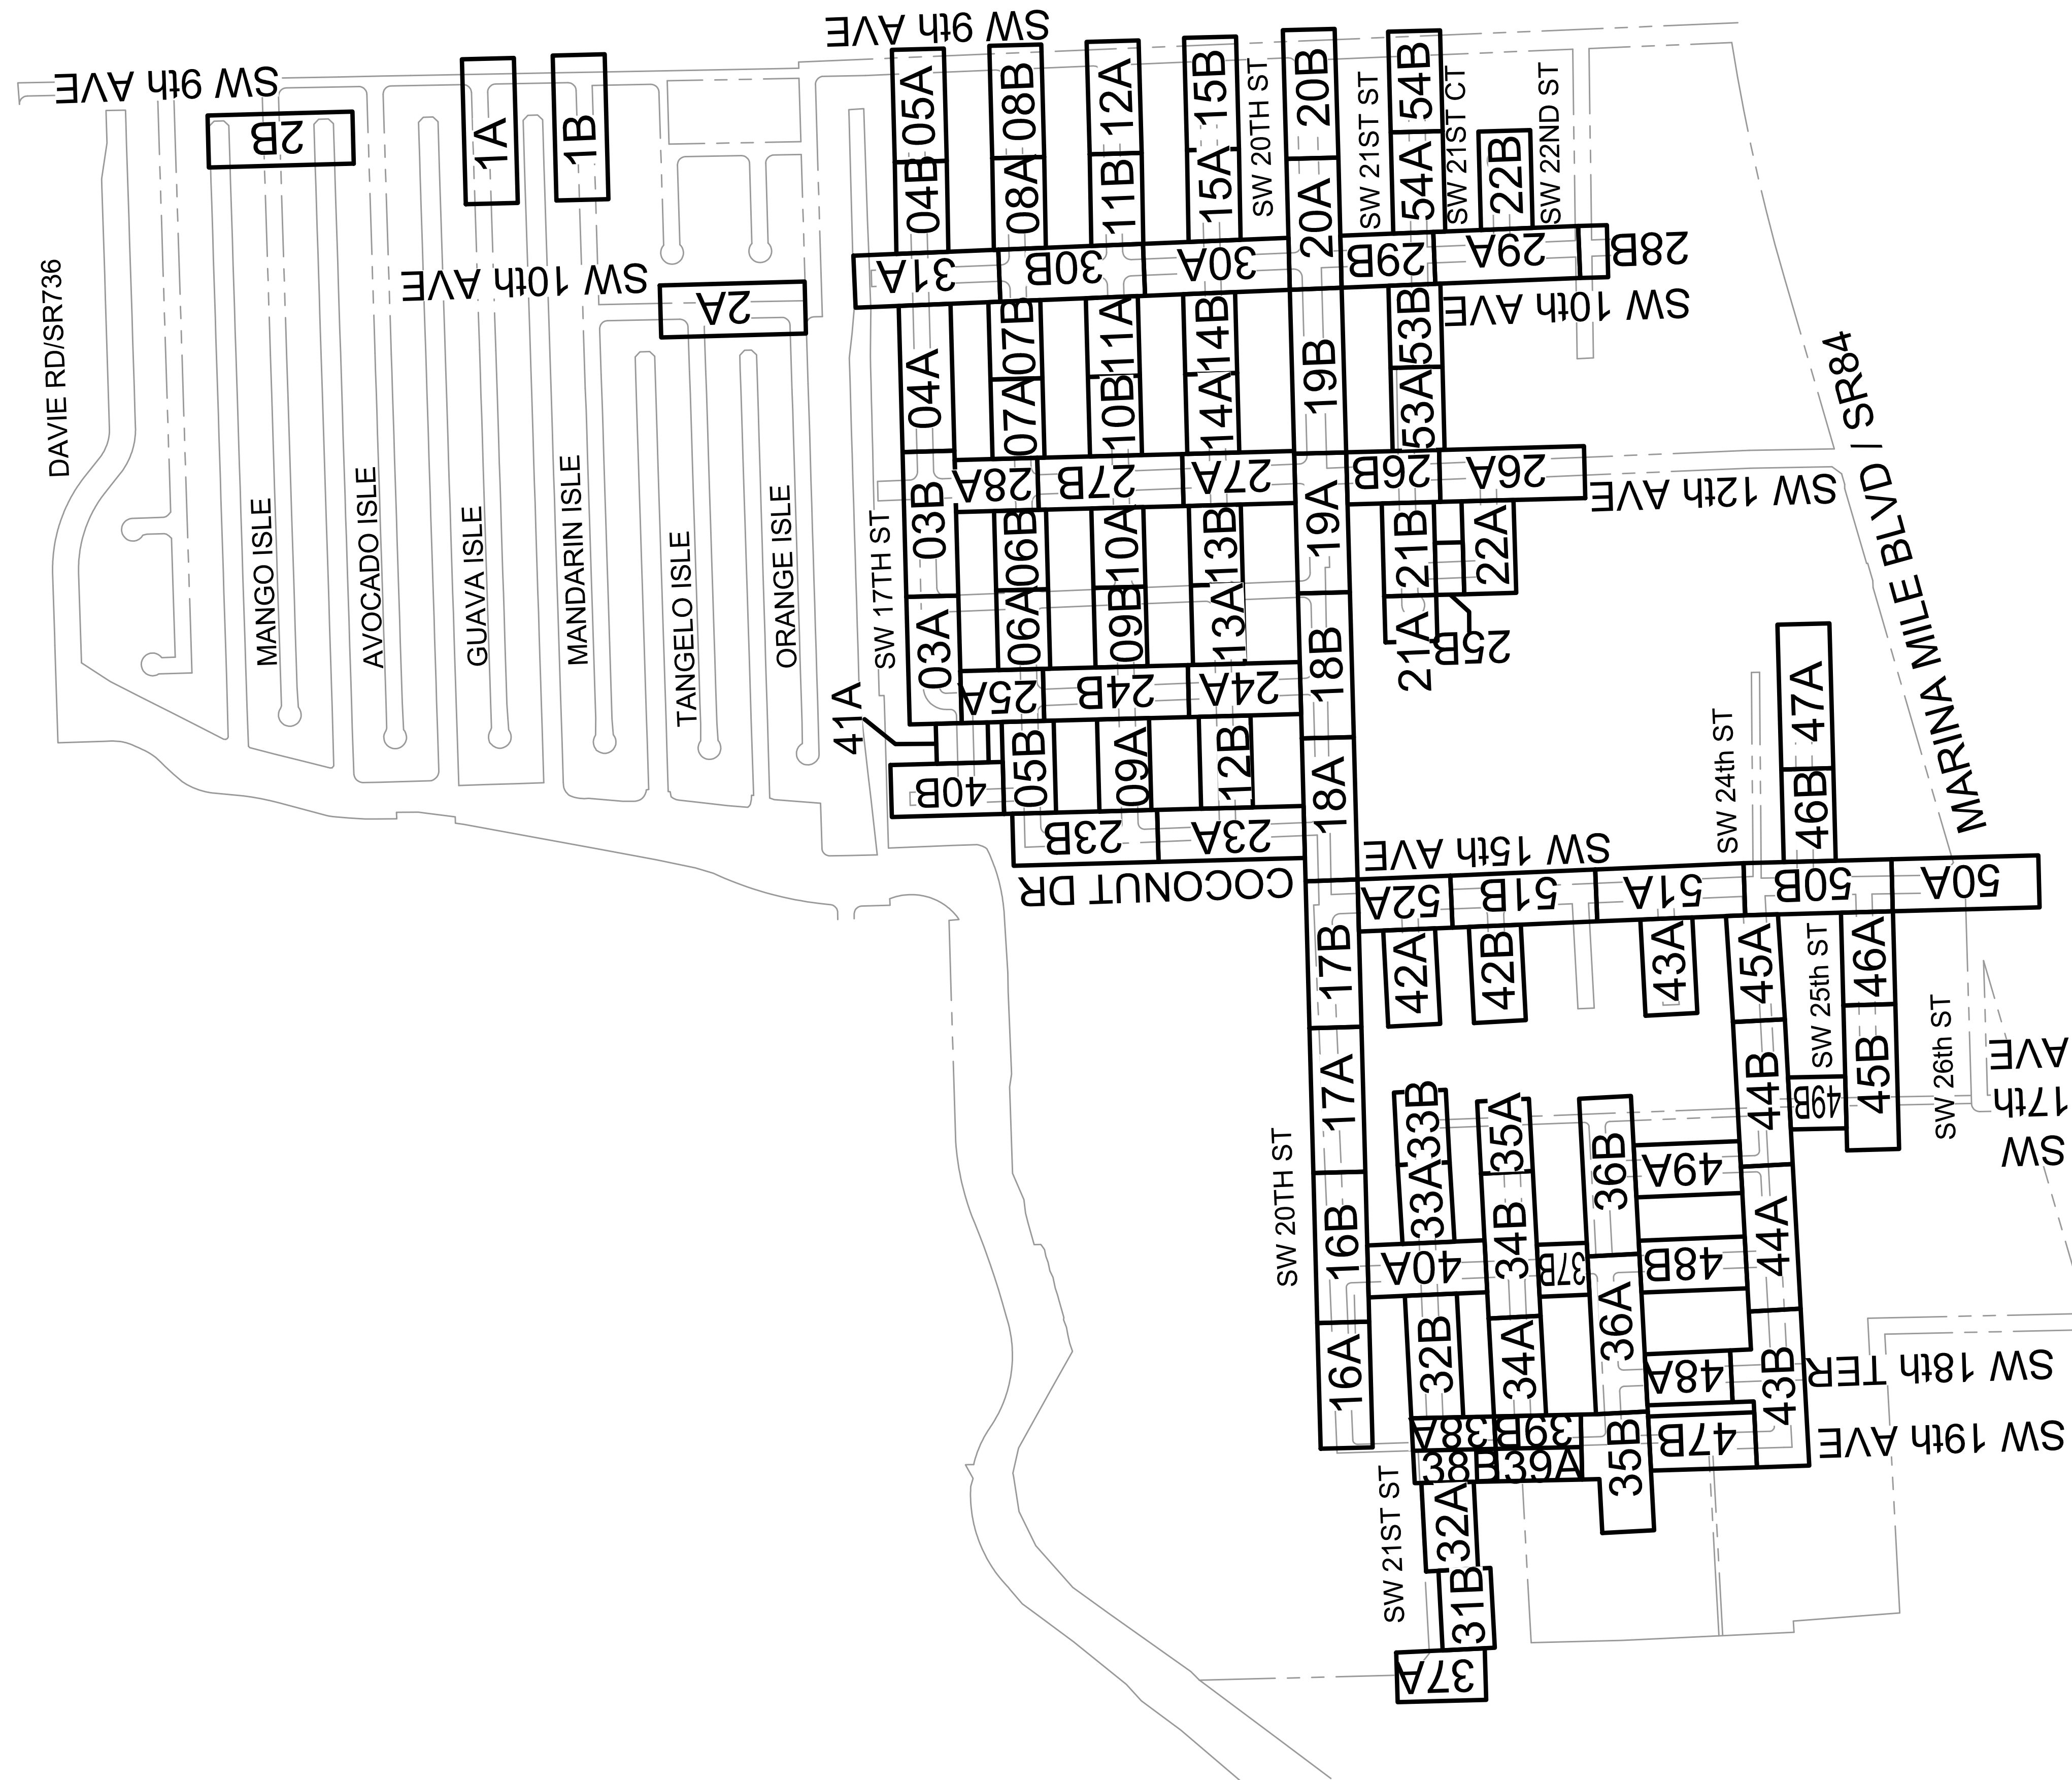 SW 9th AVE
SW 9th AVE
2B
1A
1B
05A
08B
12A
15B
SW 20TH ST
20B
SW 21ST ST
54B
SW 21ST CT
SW 22ND ST
04B
08A
11B
15A
20A
54A
22B
DAVIE RD/SR736
SW 10th AVE
2A
31A
30B
30A
29B
29A
28B
SW 10th AVE
04A
07B
11A
14B
19B
53B
07A
10B
14A
53A
MARINA MILE BLVD / SR84
28A
27B
27A
26B
26A
SW 12th AVE
MANGO ISLE
AVOCADO ISLE
GUAVA ISLE
MANDARIN ISLE
TANGELO ISLE
ORANGE ISLE
SW 17TH ST
03B
06B
10A
13B
19A
21B
22A
03A
06A
09B
13A
18B
21A
25B
25A
24B
24A
41A
40B
05B
09A
12B
18A
SW 24th ST
47A
46B
23B
23A
COCONUT DR
SW 15th AVE
52A
51B
51A
50B
50A
17B
42A
42B
43A
45A
SW 25th ST
46A
17A
33B
35A
44B
49B
45B
SW 26th ST
SW
17th
AVE
SW 20TH ST
33A
36B
49A
16B
40A
34B
37B
48B
44A
16A
32B
34A
36A
48A
43B
SW 18th TER
38A
39B
35B
47B
SW 19th AVE
38B
39A
SW 21ST ST
32A
31B
37A